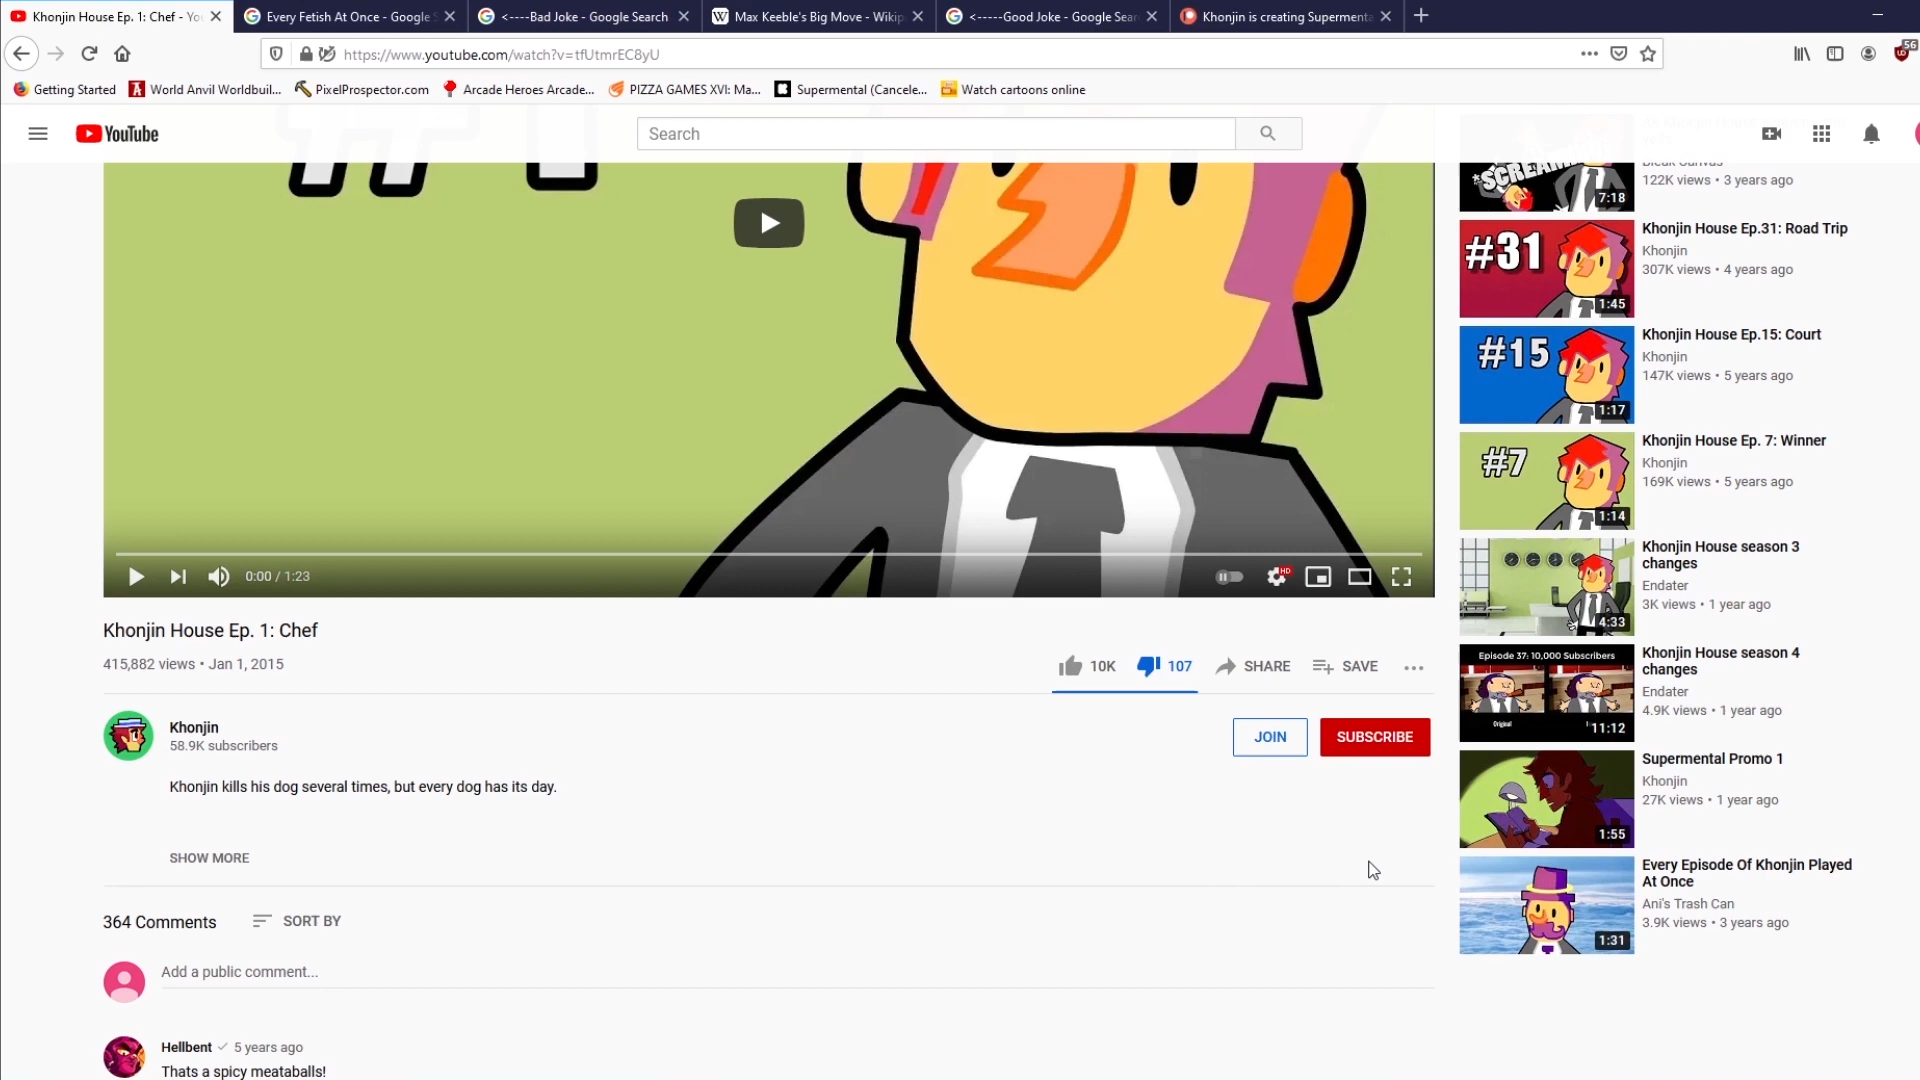 Khonjin House Ep. 1: Chef - Yo
Every Fetish At Once - Google S
<----Bad Joke - Google Search
Max Keeble's Big Move - Wikip
<-----Good Joke - Google Sear
Khonjin is creating Supermenta
https://www.youtube.com/watch?v=tfUtmrEC8yU
56
Getting Started
World Anvil Worldbuil...
PixelProspector.com
Arcade Heroes Arcade...
PIZZA GAMES XVI: Ma...
Supermental (Cancele...
Watch cartoons online
YouTube
Search
0:00 / 1:23
HD
Khonjin House Ep. 1: Chef
415,882 views • Jan 1, 2015
10K
107
SHARE
SAVE
Khonjin
58.9K subscribers
JOIN
SUBSCRIBE
Khonjin kills his dog several times, but every dog has its day.
SHOW MORE
364 Comments
SORT BY
Add a public comment...
Hellbent 5 years ago
Thats a spicy meataballs!
*SCREAM
7:18
Bleak Canvas
122K views • 3 years ago
#31
1:45
Khonjin House Ep.31: Road Trip
Khonjin
307K views • 4 years ago
#15
1:17
Khonjin House Ep.15: Court
Khonjin
147K views • 5 years ago
#7
1:14
Khonjin House Ep. 7: Winner
Khonjin
169K views • 5 years ago
4:33
Khonjin House season 3
changes
Endater
3K views • 1 year ago
Episode 37: 10,000 Subscribers
Original
11:12
Khonjin House season 4
changes
Endater
4.9K views • 1 year ago
1:55
Supermental Promo 1
Khonjin
27K views • 1 year ago
1:31
Every Episode Of Khonjin Played
At Once
Ani's Trash Can
3.9K views • 3 years ago